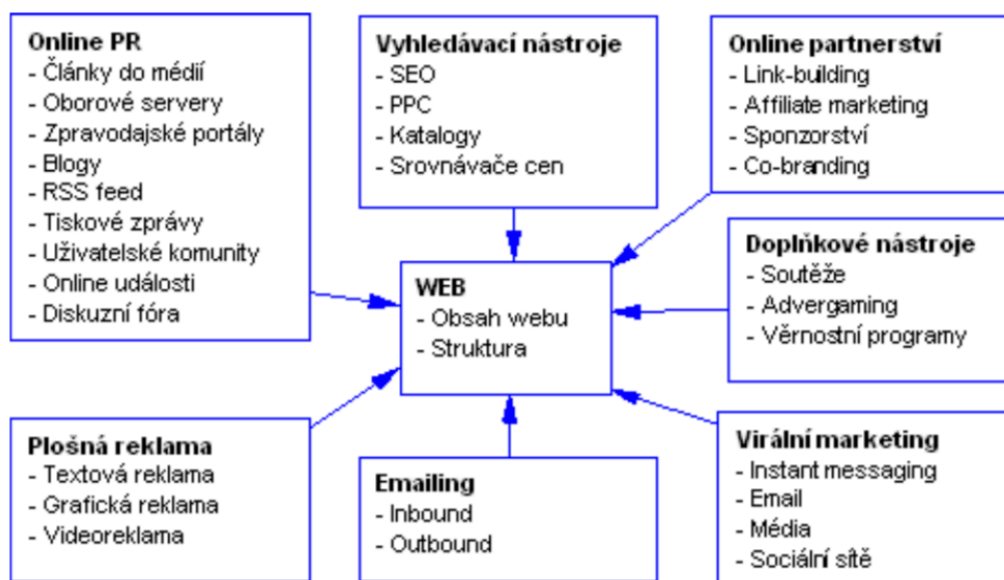 Online PR
- Články do médií
- Oborové servery
- Zpravodajské portály
- Blogy
- RSS feed
- Tiskové zprávy
- Uživatelské komunity
- Online události
- Diskuzní fóra
Vyhledávací nástroje
- SEO
- PPC
- Katalogy
- Srovnávače cen
Online partnerství
- Link-building
- Affiliate marketing
- Sponzorství
- Co-branding
WEB
- Obsah webu
- Struktura
Doplňkové nástroje
- Soutěže
- Advergaming
- Věrnostní programy
Plošná reklama
- Textová reklama
- Grafická reklama
- Videoreklama
Emailing
- Inbound
- Outbound
Virální marketing
- Instant messaging
- Email
- Média
- Sociální sítě